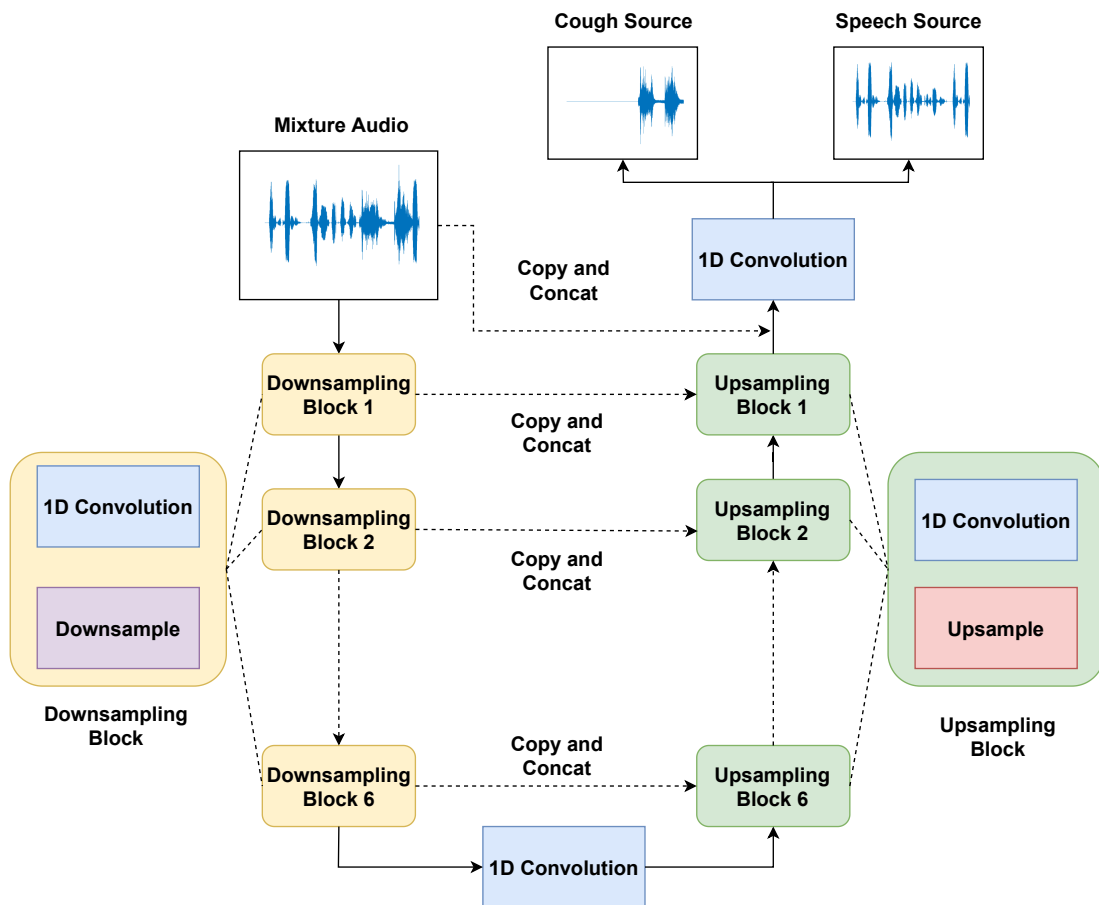 Cough Source
Speech Source
Mixture Audio
1D Convolution
Copy and
Concat
Downsampling
Block 1
Upsampling
Block 1
Copy and
Concat
1D Convolution
Downsample
Downsampling
Block
Downsampling
Block 2
Upsampling
Block 2
Copy and
Concat
1D Convolution
Upsample
Upsampling
Block
Copy and
Concat
Downsampling
Block 6
Upsampling
Block 6
1D Convolution